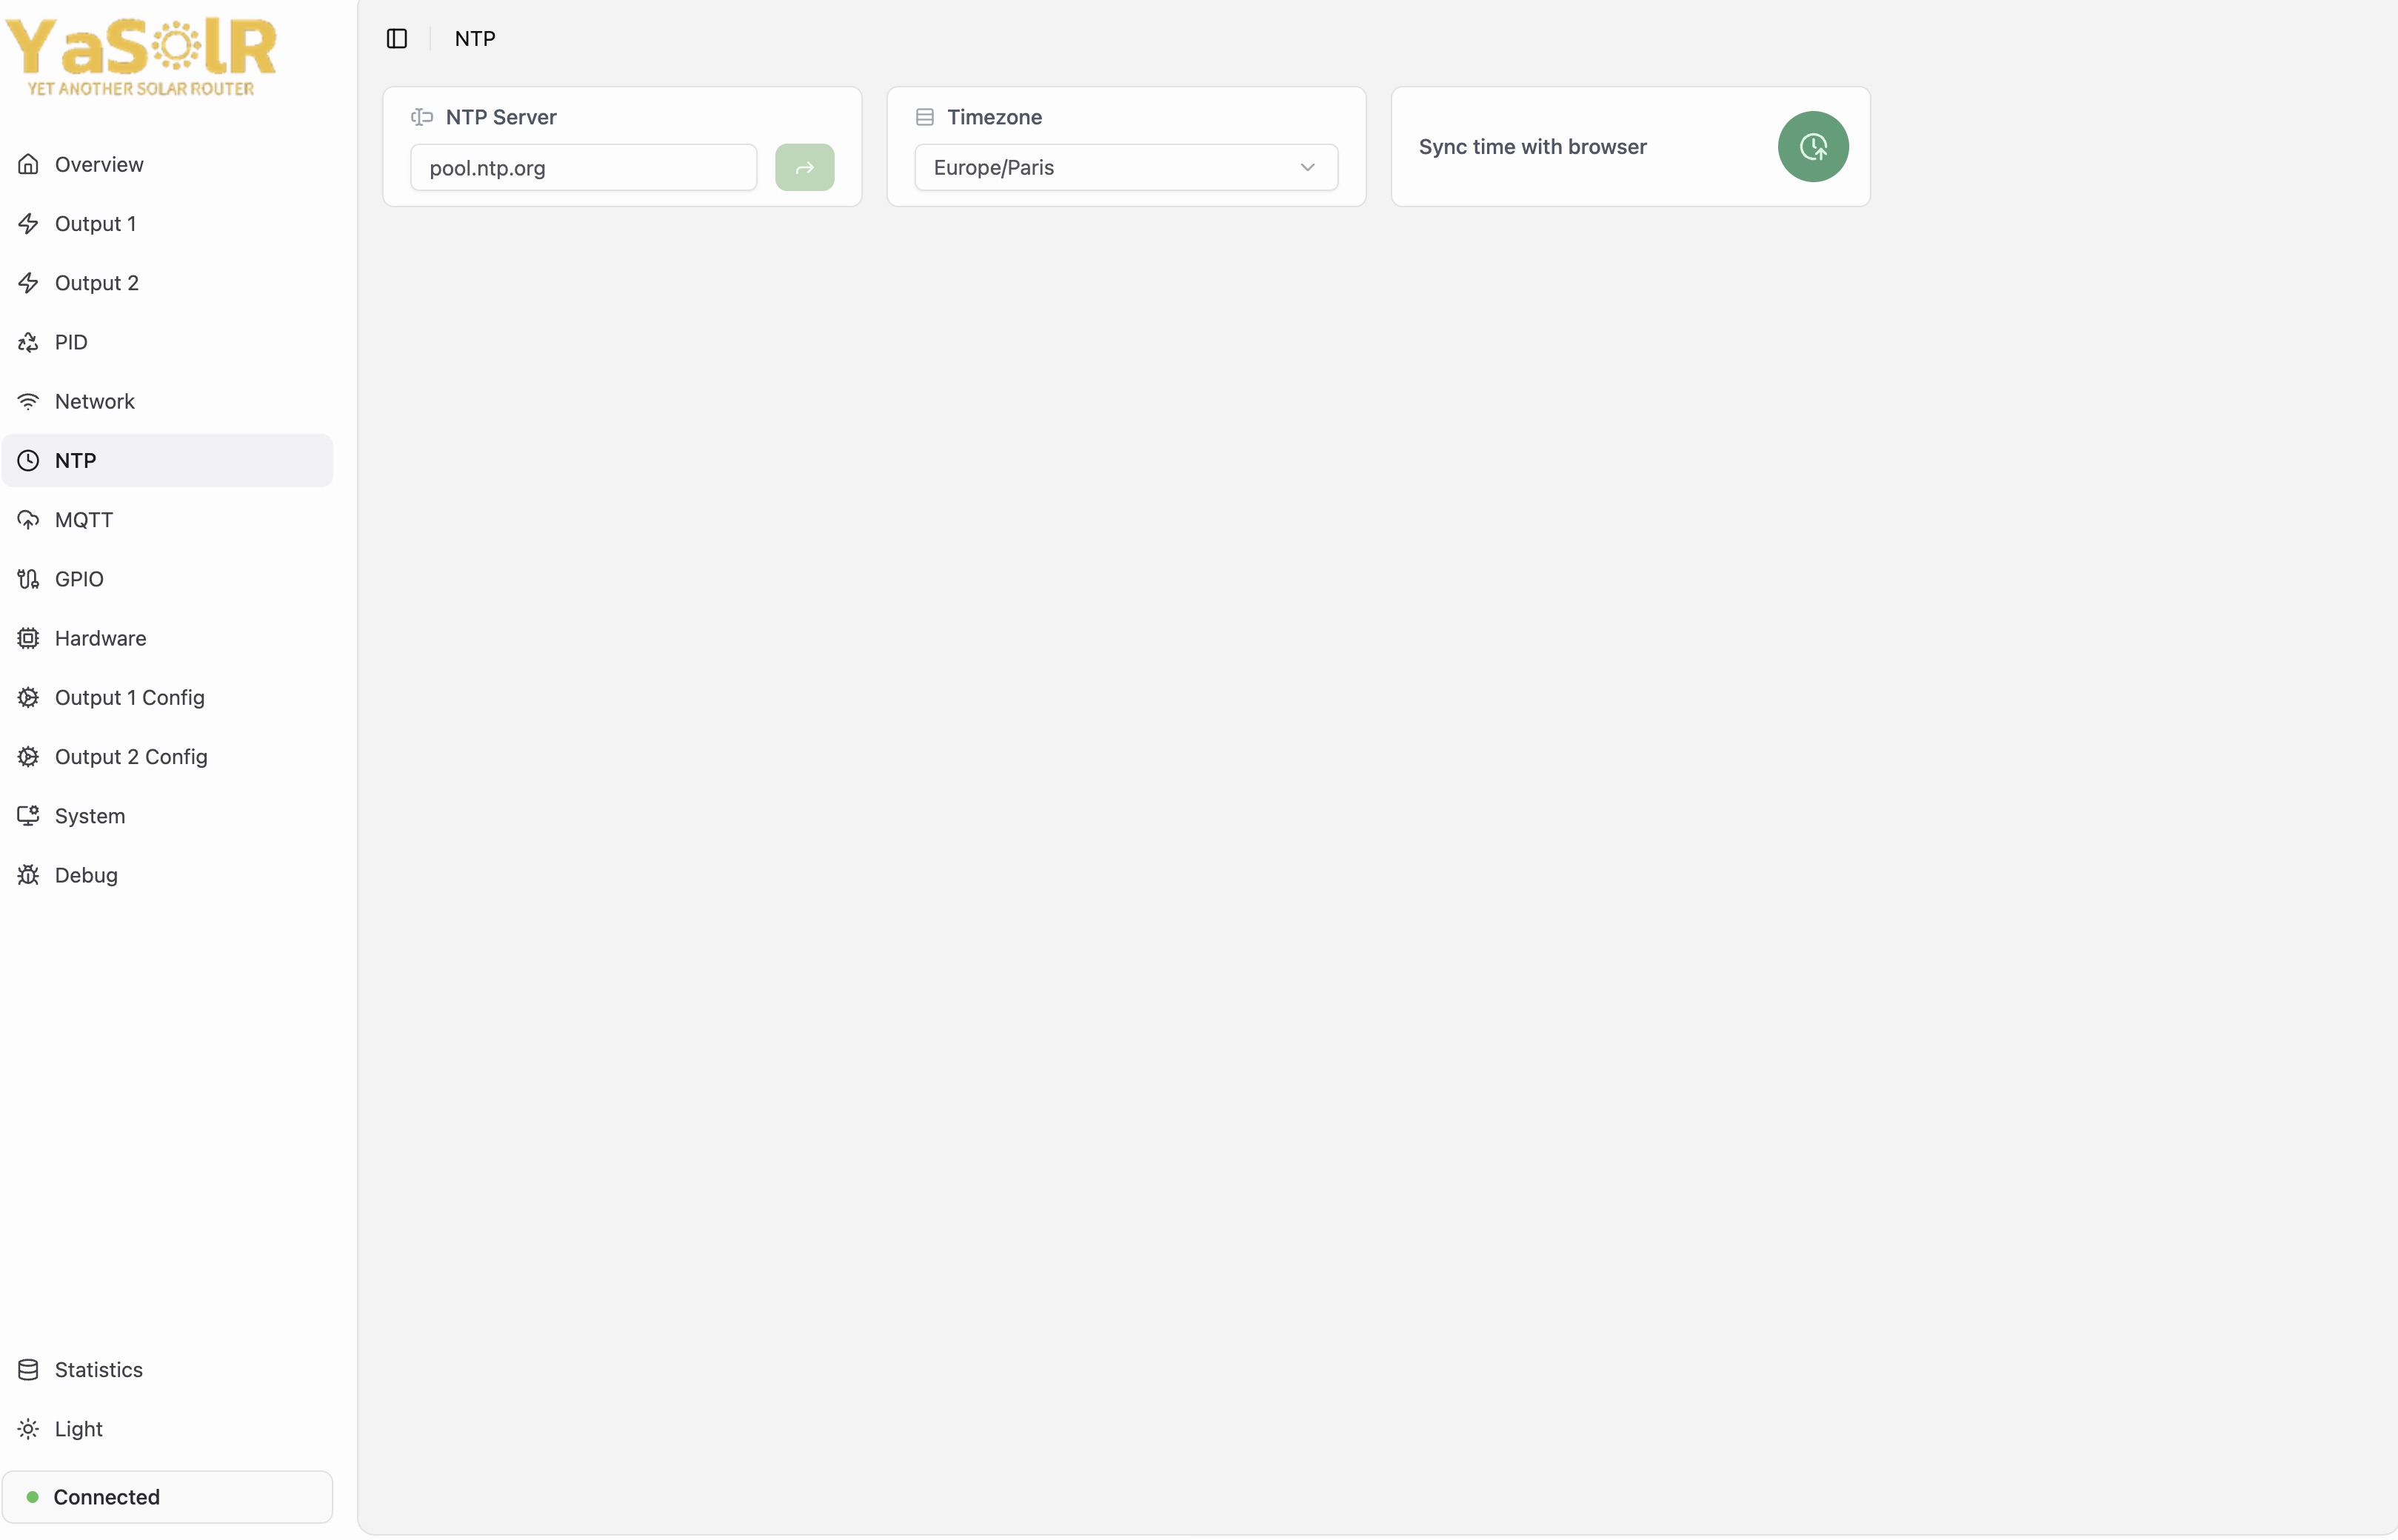 YaSolR
YET ANOTHER SOLAR ROUTER
Overview
Output 1
Output 2
PID
Network
NTP
MQTT
GPIO
Hardware
Output 1 Config
Output 2 Config
System
Debug
Statistics
Light
Connected
NTP
NTP Server
pool.ntp.org
Timezone
Europe/Paris
Sync time with browser